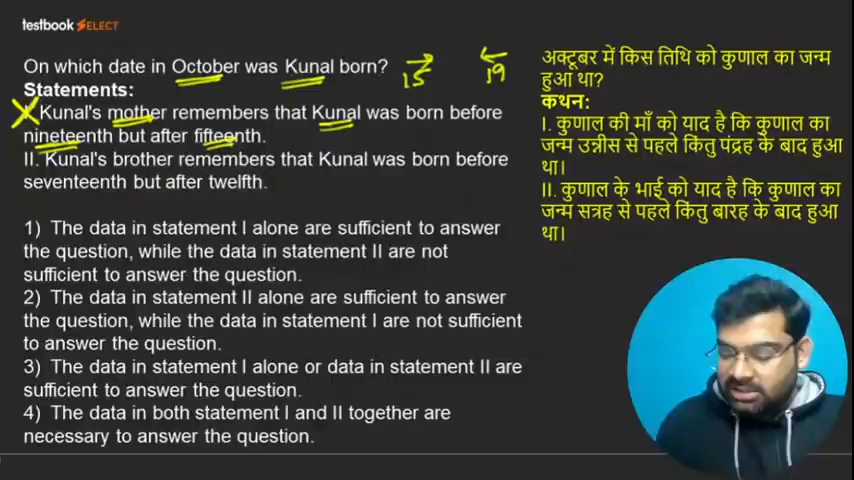 testbook SELECT
On which date in October was Kunal born?
15
19
Statements:
Kunal's mother remembers that Kunal was born before
nineteenth but after fifteenth.
II. Kunal's brother remembers that Kunal was born before
seventeenth but after twelfth.
1) The data in statement I alone are sufficient to answer
the question, while the data in statement II are not
sufficient to answer the question.
2) The data in statement II alone are sufficient to answer
the question, while the data in statement I are not sufficient
to answer the question.
3) The data in statement I alone or data in statement II are
sufficient to answer the question.
4) The data in both statement I and II together are
necessary to answer the question.
अक्टूबर में किस तिथि को कुणाल का जन्म
हुआ था?
कथन:
I. कुणाल की माँ को याद है कि कुणाल का
जन्म उन्नीस से पहले किंतु पंद्रह के बाद हुआ
था।
II. कुणाल के भाई को याद है कि कुणाल का
जन्म सत्रह से पहले किंतु बारह के बाद हुआ
था।